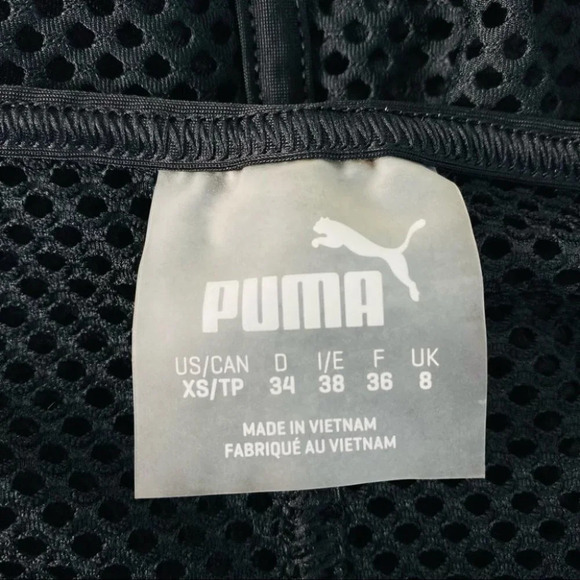 PUMA
US/CAN D I/E F UK
XS/TP 34 38 36 8
MADE IN VIETNAM
FABRIQUÉ AU VIETNAM